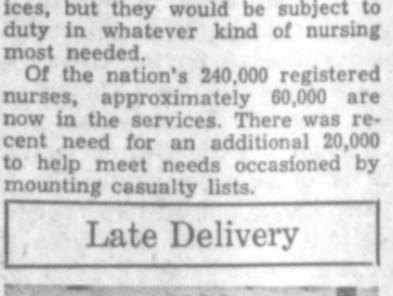 ices, but they would be subject to
duty in whatever kind of nursing
most needed.
Of the nation's 240,000 registered
nurses, approximately 60,000 are
now in the services. There was re-
cent need for an additional 20,000
to help meet needs occasioned by
mounting casualty lists.
Late Delivery